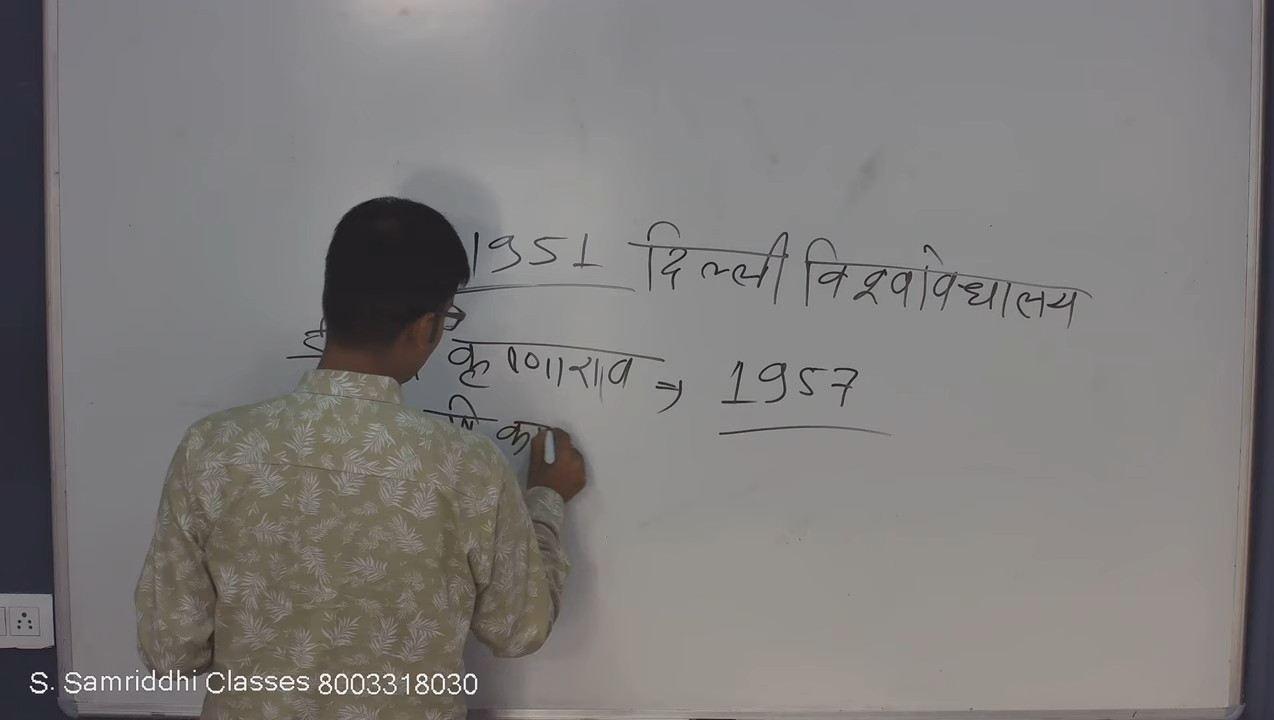 1951 दिल्ली विश्वविद्यालय
कृष्णाराव ⇒ 1957
S. Samriddhi Classes 8003318030